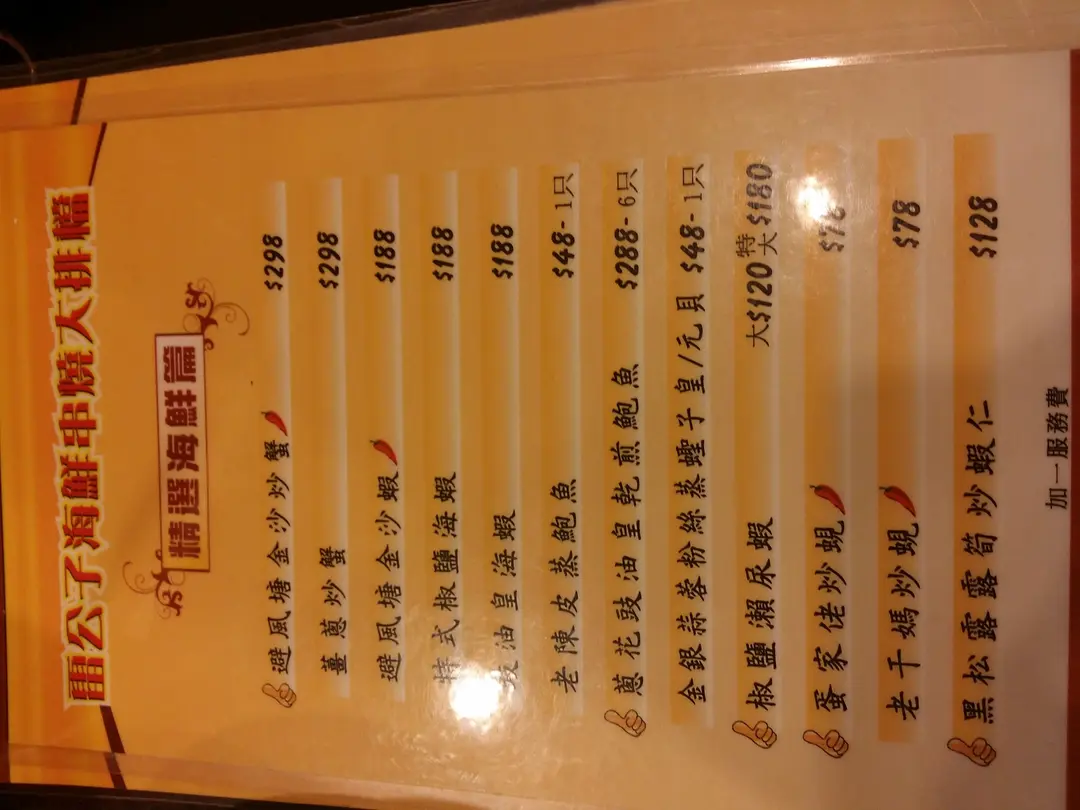 雷公子海鮮串燒大排檔
精選海鮮篇
避風塘金沙炒蟹 $298
薑蔥炒蟹 $298
避風塘金沙蝦 $188
特式椒鹽海蝦 $188
豉油皇海蝦 $188
老陳皮蒸鮑魚 $48-1只
蔥花豉油皇乾煎鮑魚 $288-6只
金銀蒜蓉粉絲蒸蟶子皇/元貝 $48-1只
椒鹽瀨尿蝦 大$120 特大$180
蛋家佬炒蜆 $78
老干媽炒蜆 $78
黑松露露筍炒蝦仁 $128
加一服務費